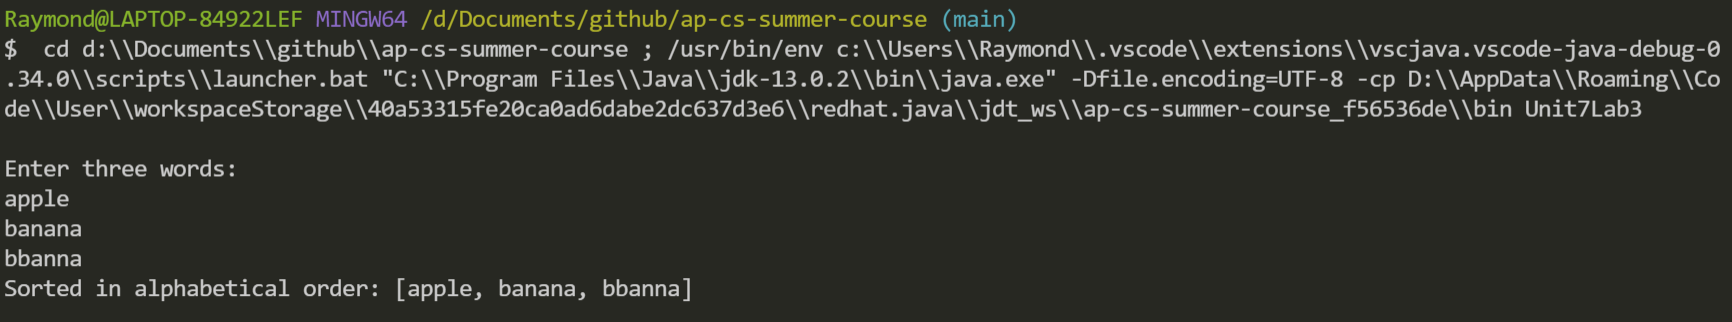 Raymond@LAPTOP-84922LEF MINGW64 /d/Documents/github/ap-cs-summer-course (main)
$  cd d:\\Documents\\github\\ap-cs-summer-course ; /usr/bin/env c:\\Users\\Raymond\\.vscode\\extensions\\vscjava.vscode-java-debug-0
.34.0\\scripts\\launcher.bat "C:\\Program Files\\Java\\jdk-13.0.2\\bin\\java.exe" -Dfile.encoding=UTF-8 -cp D:\\AppData\\Roaming\\Co
de\\User\\workspaceStorage\\40a53315fe20ca0ad6dabe2dc637d3e6\\redhat.java\\jdt_ws\\ap-cs-summer-course_f56536de\\bin Unit7Lab3
Enter three words:
apple
banana
bbanna
Sorted in alphabetical order: [apple, banana, bbanna]